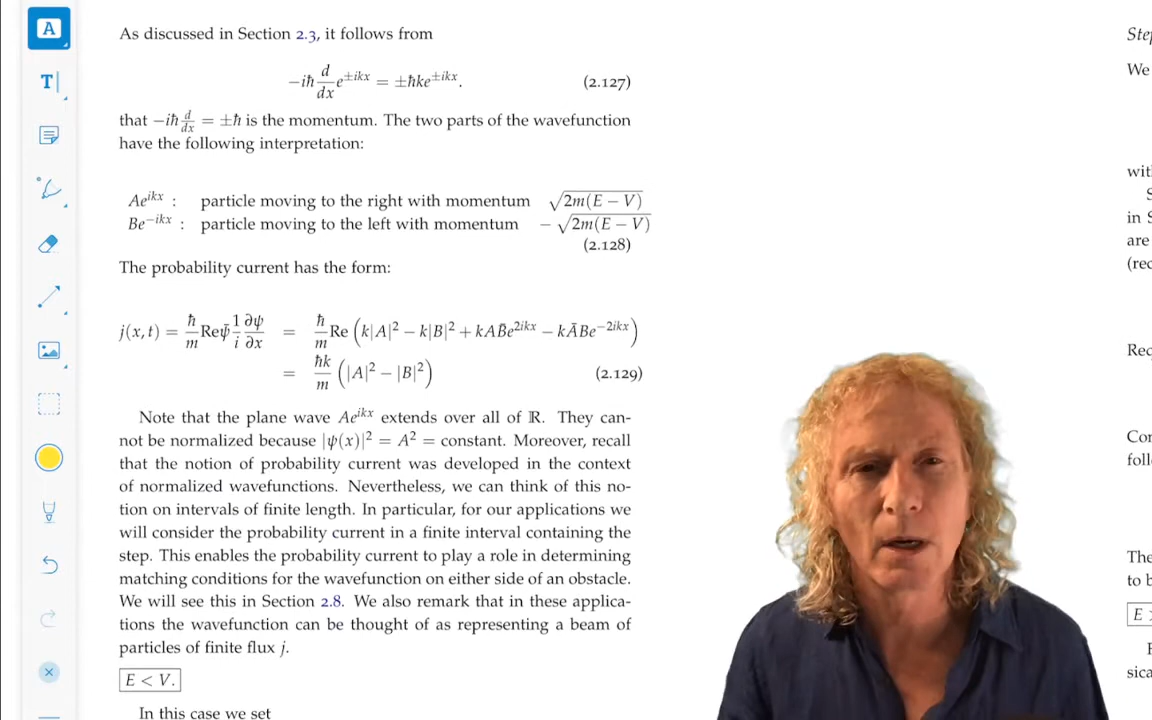 A
T
As discussed in Section 2.3, it follows from
−iħ d/dx e^{±ikx} = ±ħke^{±ikx}. (2.127)
that −iħ d/dx = ±ħ is the momentum. The two parts of the wavefunction
have the following interpretation:
Ae^{ikx} : particle moving to the right with momentum √2m(E − V)
Be^{−ikx} : particle moving to the left with momentum − √2m(E − V)
(2.128)
The probability current has the form:
j(x, t) = ħ/m Reψ̄ 1/i ∂ψ/∂x = ħ/m Re (k|A|² − k|B|² + kAB̄e^{2ikx} − kĀBe^{−2ikx})
= ħk/m (|A|² − |B|²) (2.129)
Note that the plane wave Ae^{ikx} extends over all of ℝ. They can-
not be normalized because |ψ(x)|² = A² = constant. Moreover, recall
that the notion of probability current was developed in the context
of normalized wavefunctions. Nevertheless, we can think of this no-
tion on intervals of finite length. In particular, for our applications we
will consider the probability current in a finite interval containing the
step. This enables the probability current to play a role in determining
matching conditions for the wavefunction on either side of an obstacle.
We will see this in Section 2.8. We also remark that in these applica-
tions the wavefunction can be thought of as representing a beam of
particles of finite flux j.
E < V.
In this case we set
Step
We
with
S
in S
are
(rec
Req
Con
foll
The
to b
E >
sica